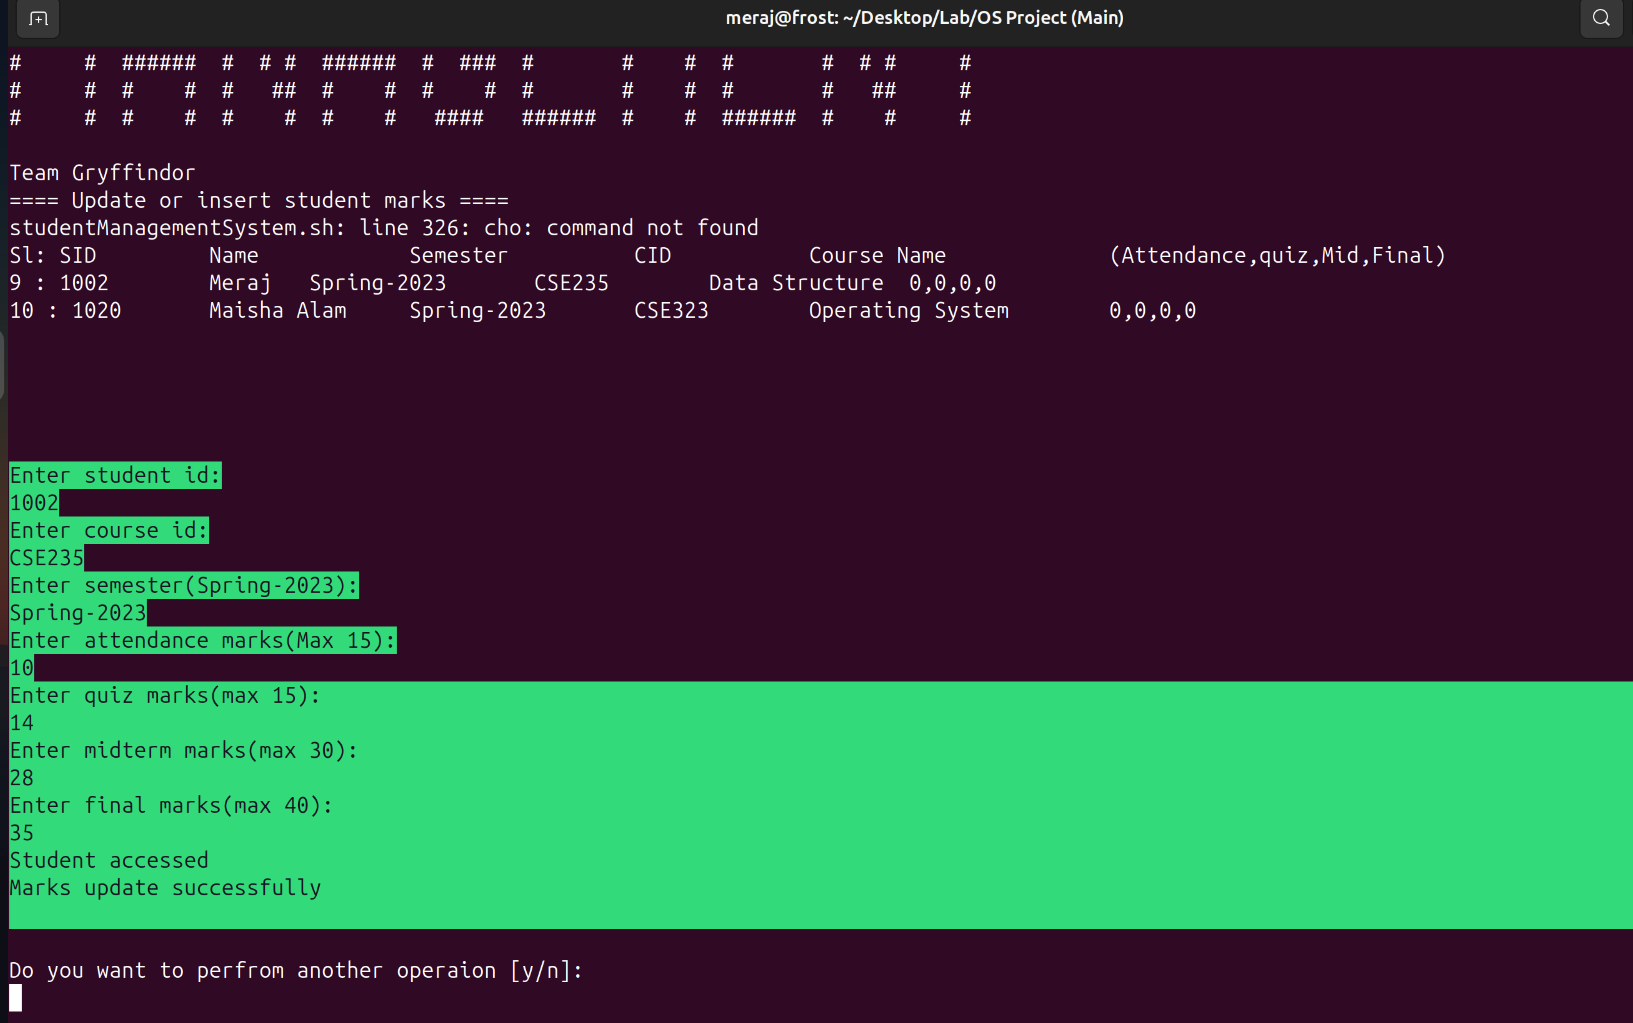 meraj@frost: ~/Desktop/Lab/OS Project (Main)
#     #  ######  #  # #  ######  #  ###  #       #    #  #       #  # #     #
#     #  #    #  #   ##  #    #  #    #  #       #    #  #       #   ##     #
#     #  #    #  #    #  #    #   ####   ######  #    #  ######  #    #     #
Team Gryffindor
==== Update or insert student marks ====
studentManagementSystem.sh: line 326: cho: command not found
Sl: SID         Name            Semester          CID           Course Name             (Attendance,quiz,Mid,Final)
9 : 1002        Meraj   Spring-2023       CSE235        Data Structure  0,0,0,0
10 : 1020       Maisha Alam     Spring-2023       CSE323        Operating System        0,0,0,0
Enter student id:
1002
Enter course id:
CSE235
Enter semester(Spring-2023):
Spring-2023
Enter attendance marks(Max 15):
10
Enter quiz marks(max 15):
14
Enter midterm marks(max 30):
28
Enter final marks(max 40):
35
Student accessed
Marks update successfully
Do you want to perfrom another operaion [y/n]: